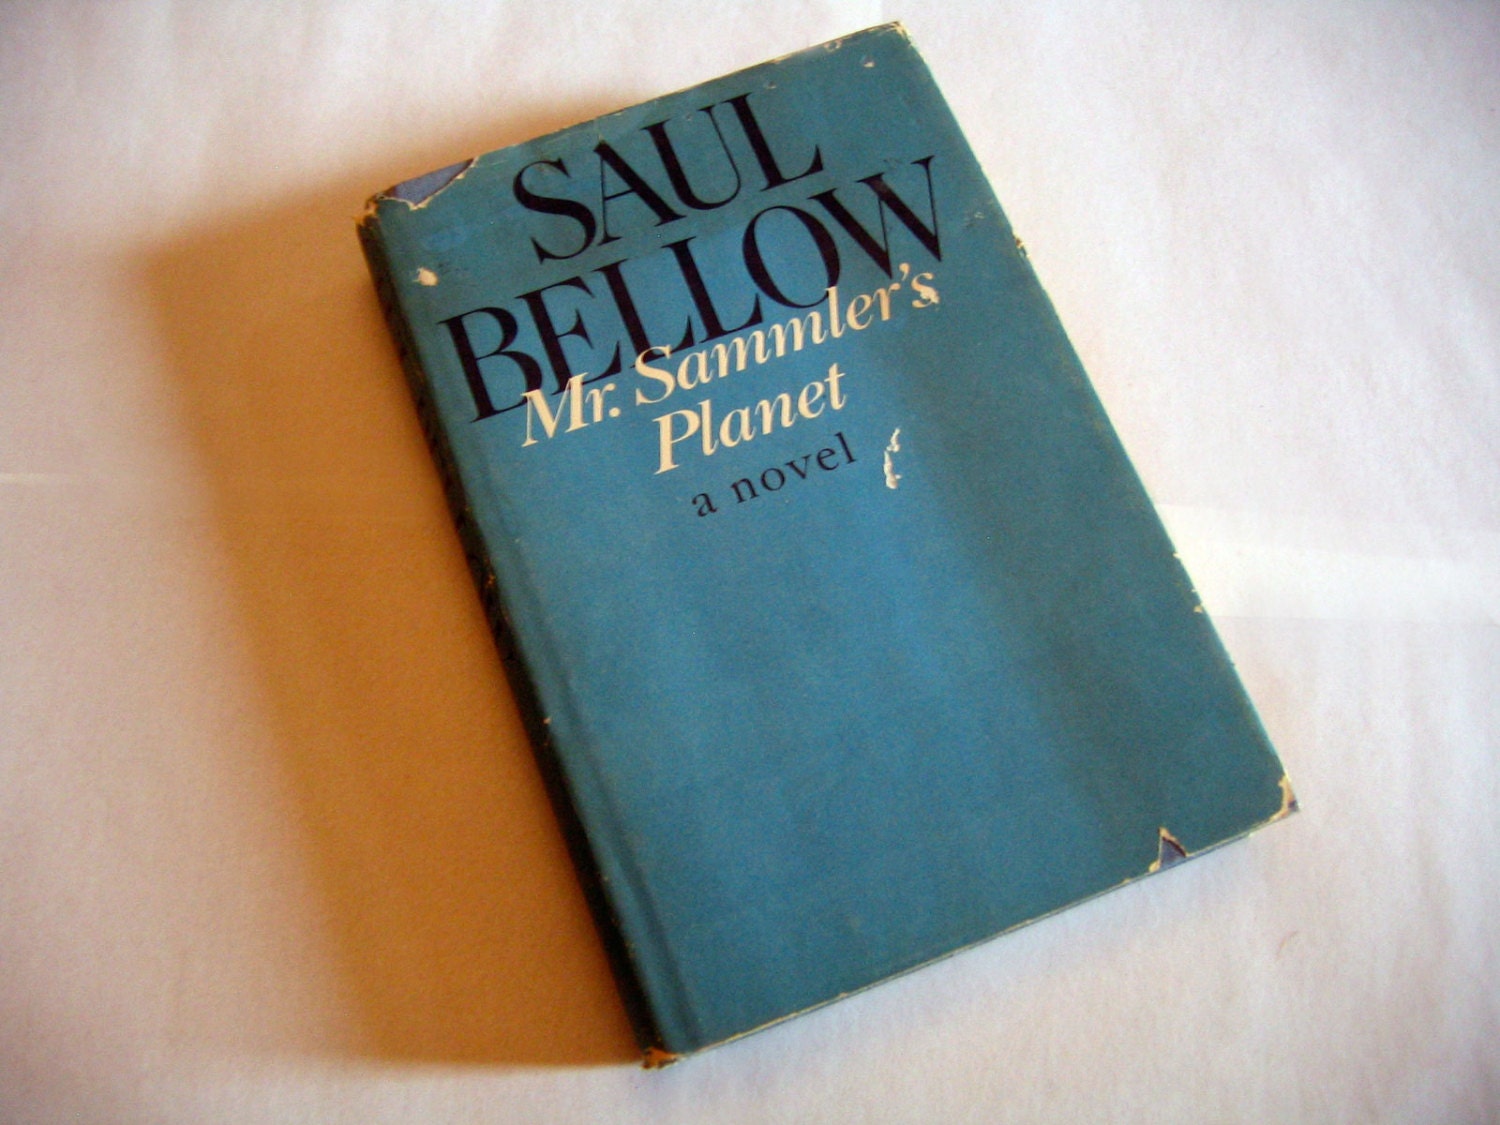 SAUL
BELLOW
Mr. Sammler's
Planet
a novel